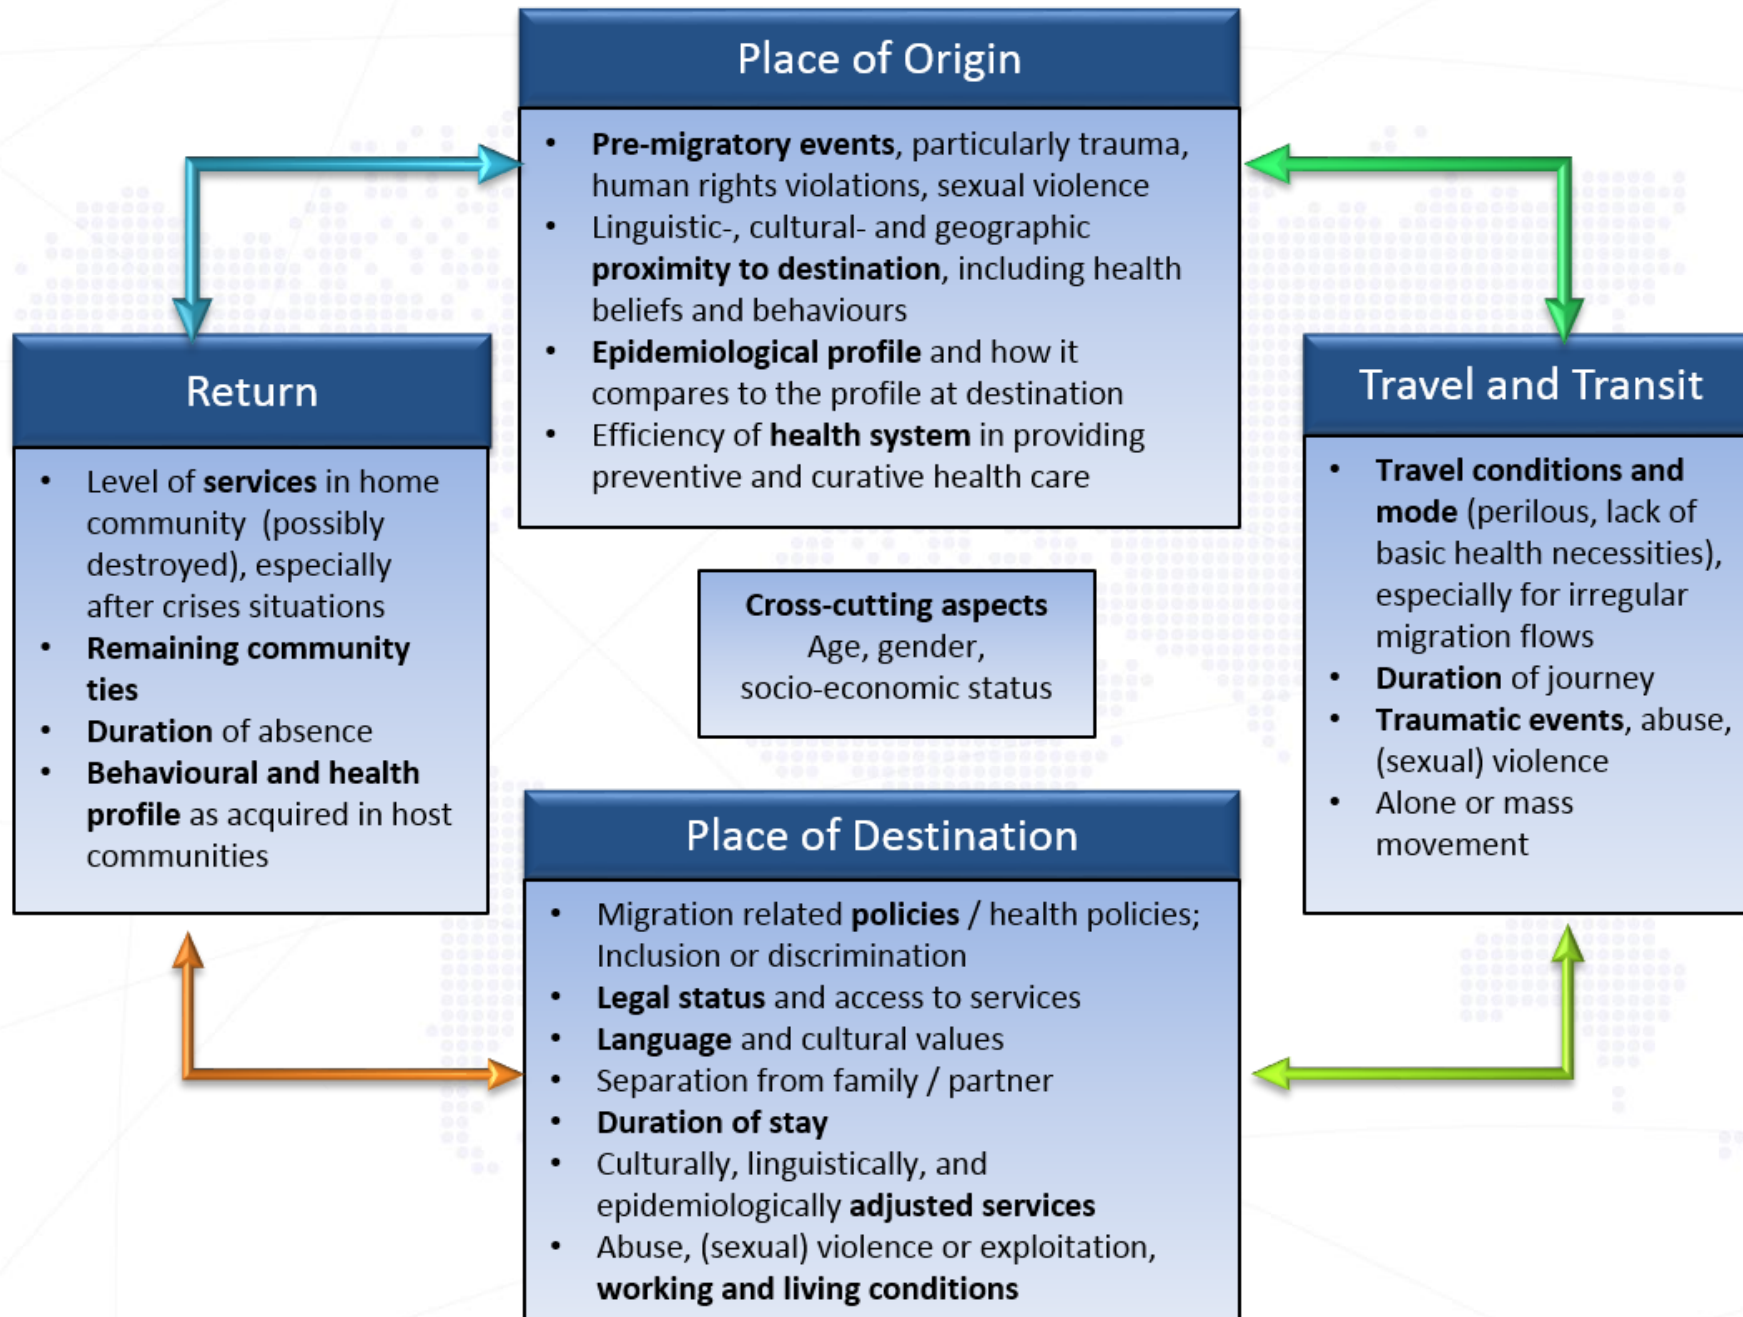 Place of Origin
• Pre-migratory events, particularly trauma,
human rights violations, sexual violence
• Linguistic-, cultural- and geographic
proximity to destination, including health
beliefs and behaviours
• Epidemiological profile and how it
compares to the profile at destination
• Efficiency of health system in providing
preventive and curative health care
Return
• Level of services in home
community (possibly
destroyed), especially
after crises situations
• Remaining community
ties
• Duration of absence
• Behavioural and health
profile as acquired in host
communities
Cross-cutting aspects
Age, gender,
socio-economic status
Travel and Transit
• Travel conditions and
mode (perilous, lack of
basic health necessities),
especially for irregular
migration flows
• Duration of journey
• Traumatic events, abuse,
(sexual) violence
• Alone or mass
movement
Place of Destination
• Migration related policies / health policies;
Inclusion or discrimination
• Legal status and access to services
• Language and cultural values
• Separation from family / partner
• Duration of stay
• Culturally, linguistically, and
epidemiologically adjusted services
• Abuse, (sexual) violence or exploitation,
working and living conditions